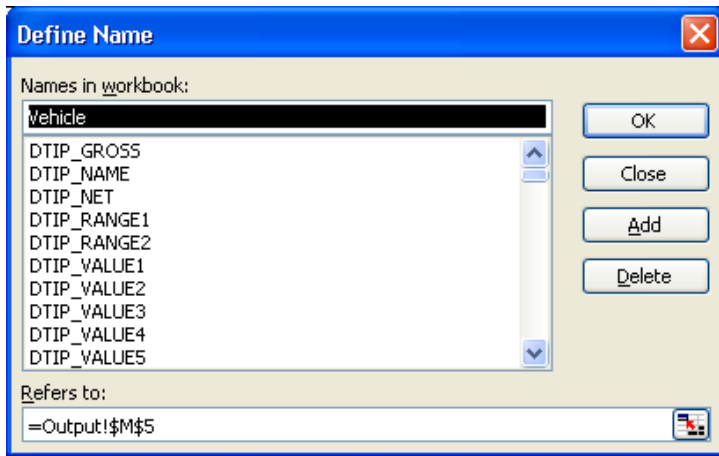 Define Name
Names in workbook:
Vehicle
OK
DTIP_GROSS
DTIP_NAME
Close
DTIP_NET
DTIP_RANGE1
Add
DTIP_RANGE2
DTIP_VALUE1
Delete
DTIP_VALUE2
DTIP_VALUE3
DTIP_VALUE4
DTIP_VALUE5
Refers to:
=Output!$M$5